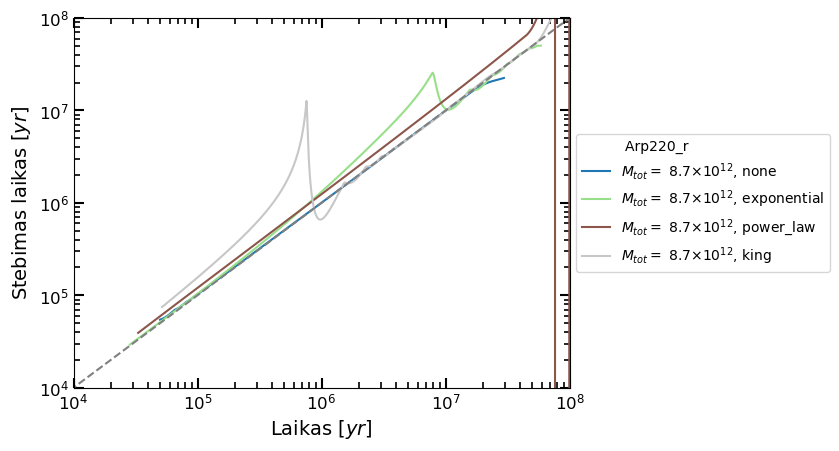 10^8
10^7
10^6
10^5
10^4
Stebimas laikas [yr]
10^4
10^5
10^6
10^7
10^8
Laikas [yr]
Arp220_r
M_tot = 8.7×10^12, none
M_tot = 8.7×10^12, exponential
M_tot = 8.7×10^12, power_law
M_tot = 8.7×10^12, king